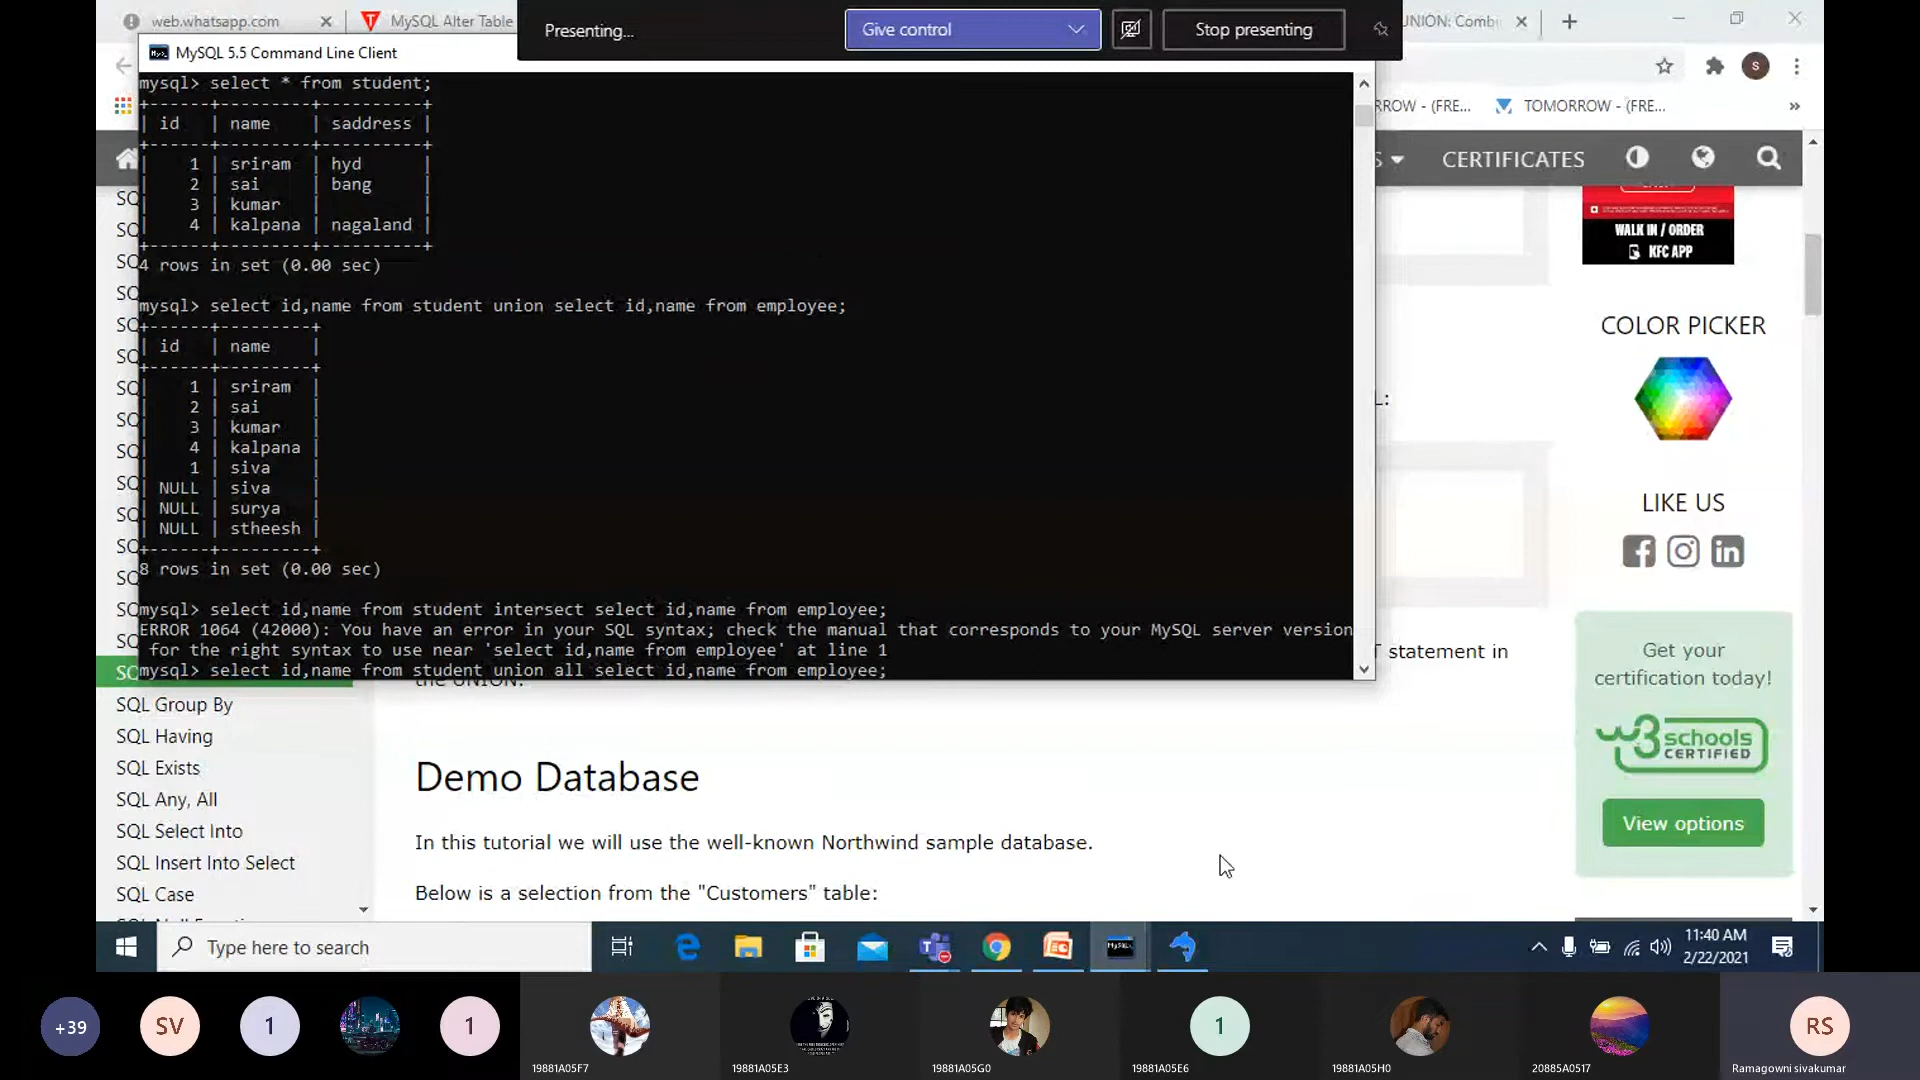 web.whatsapp.com
MySQL Alter Table
Presenting...
Give control
Stop presenting
UNION: Combi
MySQL 5.5 Command Line Client
S
RROW - (FRE...
TOMORROW - (FRE...
»
mysql> select * from student;
+------+---------+----------+
| id   | name    | saddress |
+------+---------+----------+
|    1 | sriram  | hyd      |
|    2 | sai     | bang     |
|    3 | kumar   |          |
|    4 | kalpana | nagaland |
+------+---------+----------+
4 rows in set (0.00 sec)
mysql> select id,name from student union select id,name from employee;
+------+---------+
| id   | name    |
+------+---------+
|    1 | sriram  |
|    2 | sai     |
|    3 | kumar   |
|    4 | kalpana |
|    1 | siva    |
| NULL | siva    |
| NULL | surya   |
| NULL | stheesh |
+------+---------+
8 rows in set (0.00 sec)
mysql> select id,name from student intersect select id,name from employee;
ERROR 1064 (42000): You have an error in your SQL syntax; check the manual that corresponds to your MySQL server version
for the right syntax to use near 'select id,name from employee' at line 1
mysql> select id,name from student union all select id,name from employee;
S
CERTIFICATES
WALK IN / ORDER
KFC APP
COLOR PICKER
L:
LIKE US
T statement in
the UNION.
Get your
certification today!
w3schools
CERTIFIED
View options
SQL Group By
SQL Having
SQL Exists
SQL Any, All
SQL Select Into
SQL Insert Into Select
SQL Case
Demo Database
In this tutorial we will use the well-known Northwind sample database.
Below is a selection from the "Customers" table:
Type here to search
11:40 AM
2/22/2021
+39
SV
1
1
1
RS
19881A05F7
19881A05E3
19881A05G0
19881A05E6
19881A05H0
20885A0517
Ramagowni sivakumar